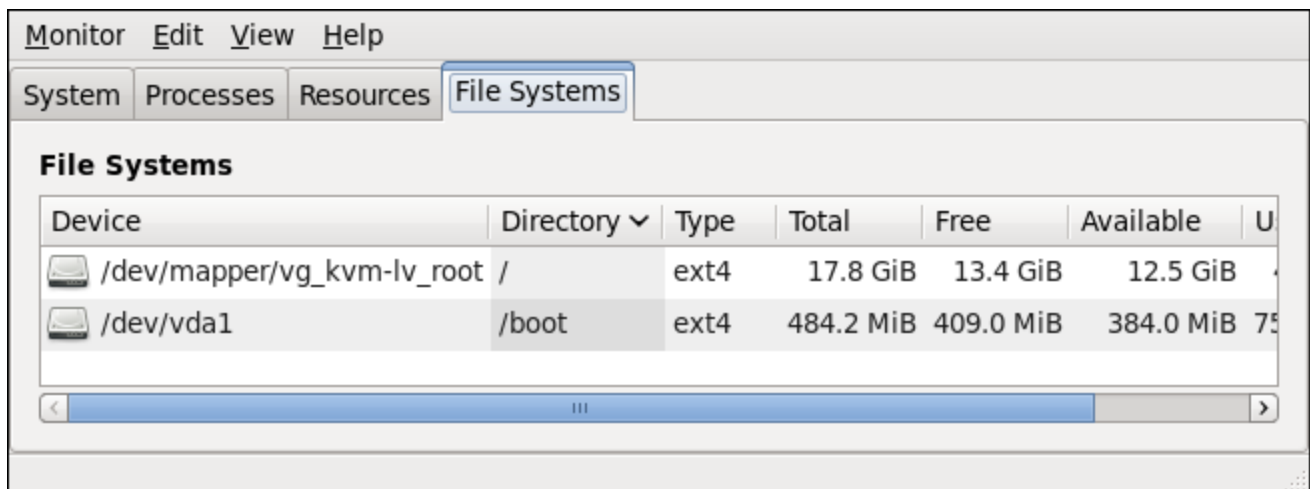 Monitor Edit View Help
System Processes Resources File Systems
File Systems
Device Directory Type Total Free Available
/dev/mapper/vg_kvm-lv_root / ext4 17.8 GiB 13.4 GiB 12.5 GiB
/dev/vda1 /boot ext4 484.2 MiB 409.0 MiB 384.0 MiB